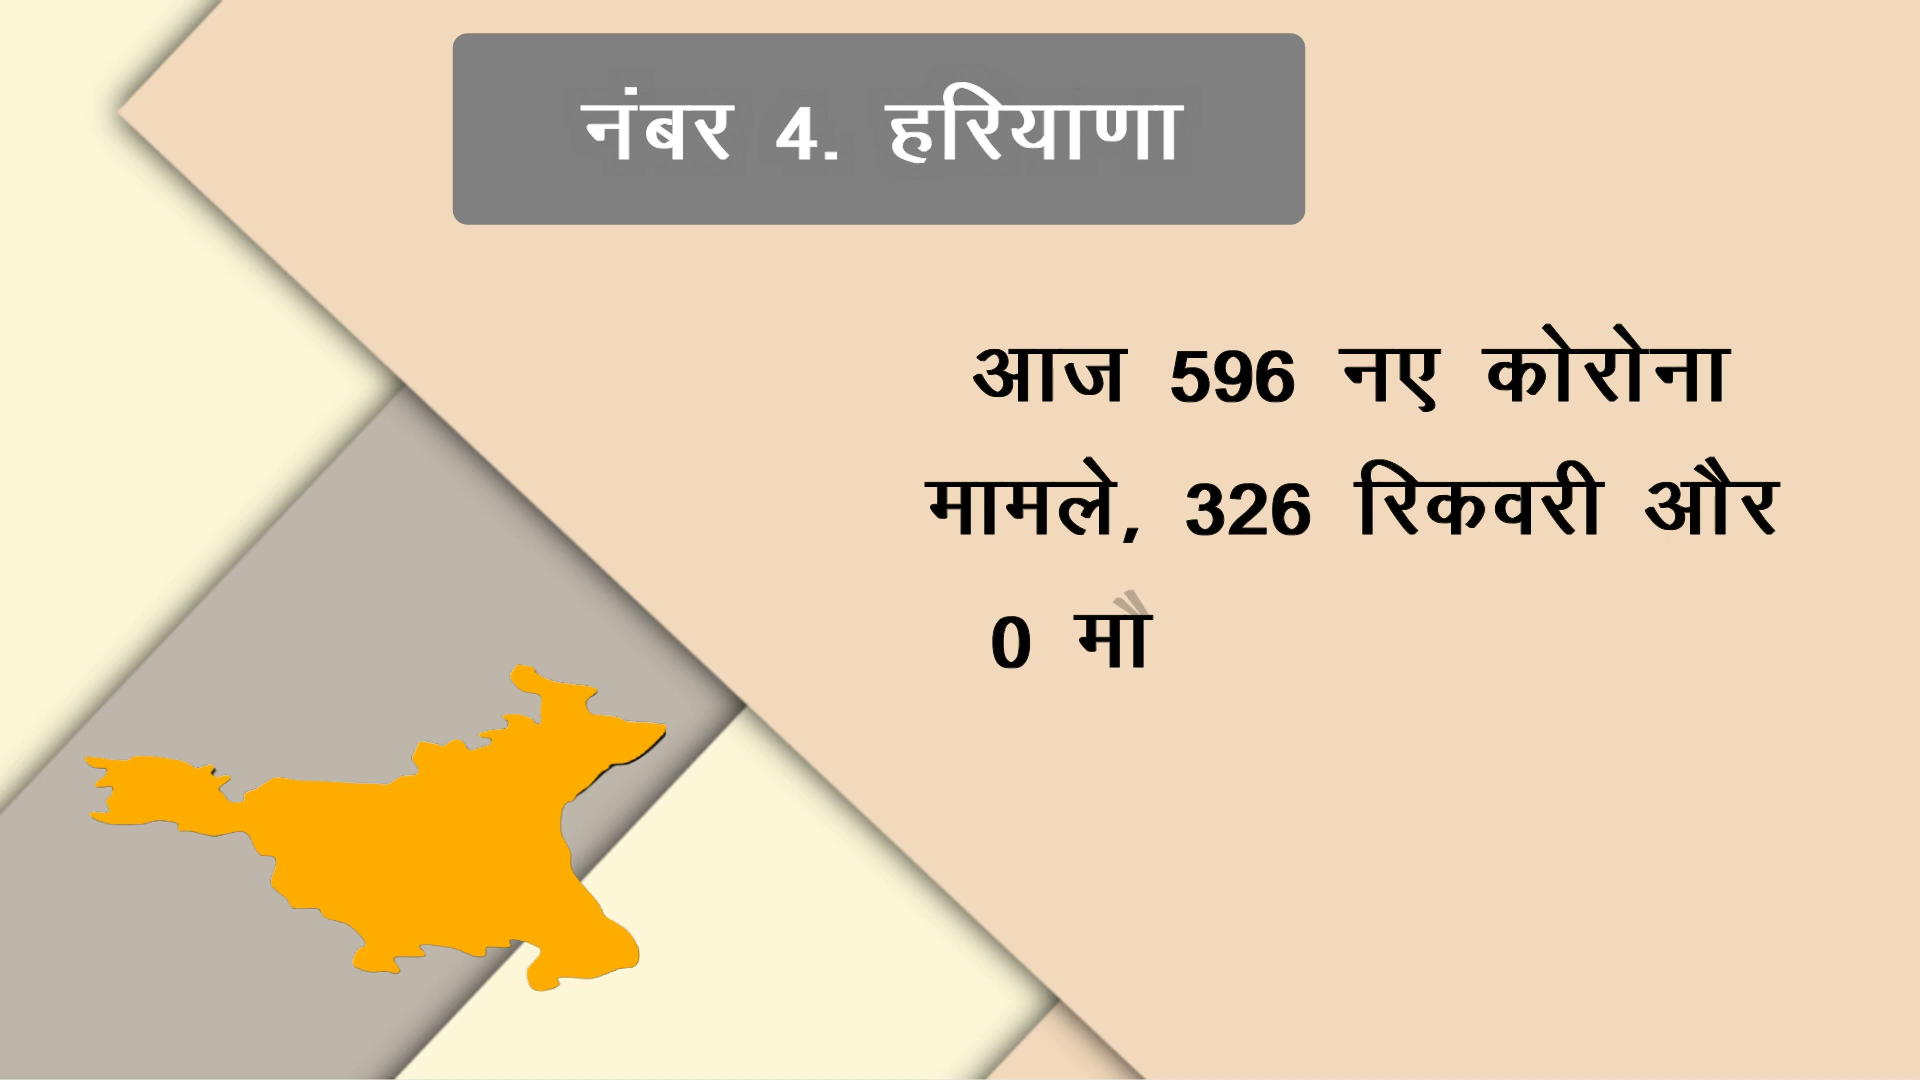 नंबर 4. हरियाणा
आज 596 नए कोरोना
मामले, 326 रिकवरी और
0 मौ